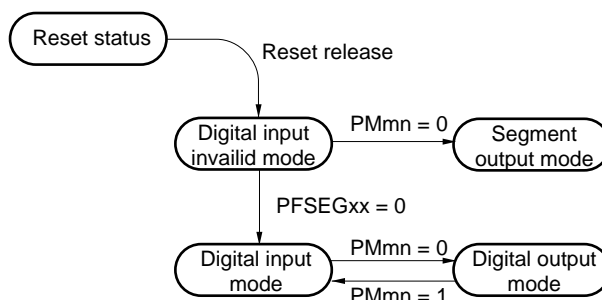 Reset status
Reset release
Digital input
invailid mode
PMmn = 0
Segment
output mode
PFSEGxx = 0
Digital input
mode
PMmn = 0
PMmn = 1
Digital output
mode